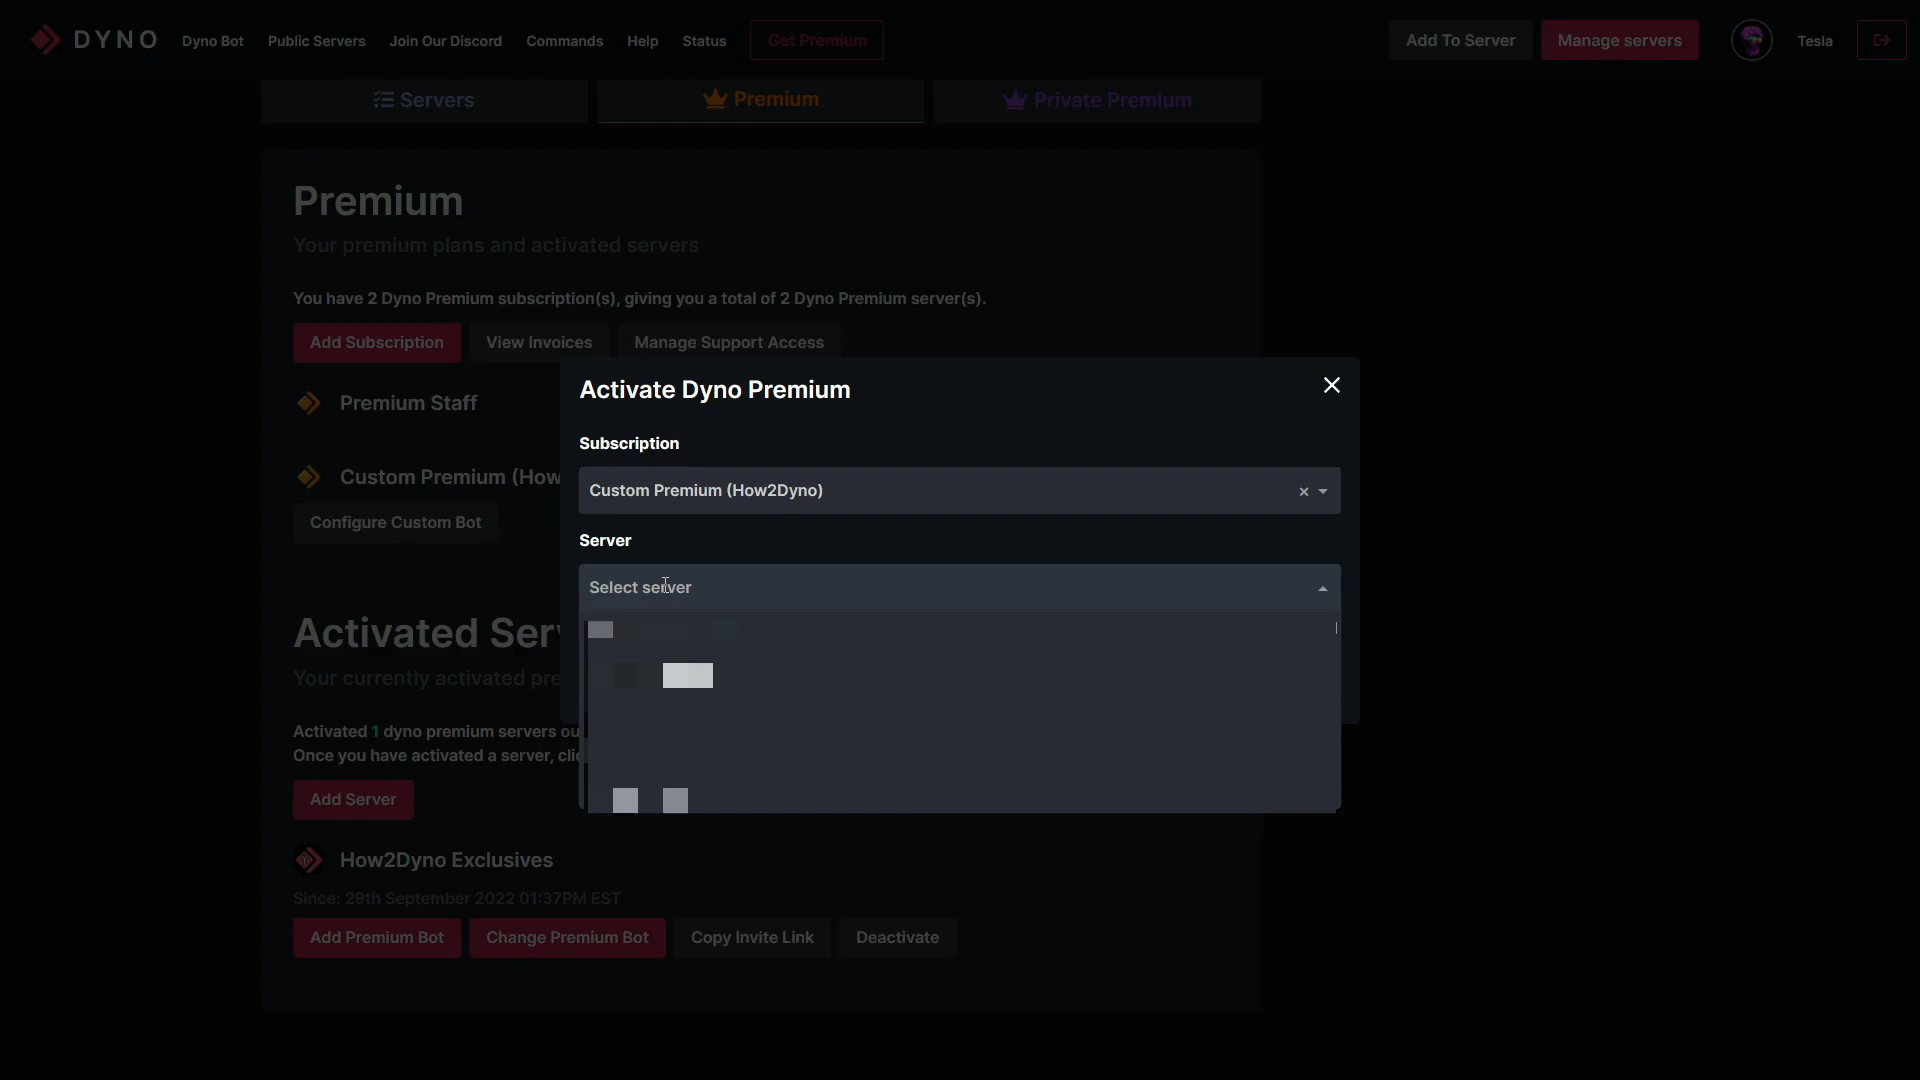 DYNO Dyno Bot Public Servers Join Our Discord Commands Help Status Get Premium Add To Server Manage servers Tesla
Servers Premium Private Premium
Premium
Your premium plans and activated servers
You have 2 Dyno Premium subscription(s), giving you a total of 2 Dyno Premium server(s).
Add Subscription View Invoices Manage Support Access
Activate Dyno Premium
Premium Staff
Subscription
Custom Premium (How
Custom Premium (How2Dyno)
Configure Custom Bot
Server
Select server
Activated Ser
Your currently activated pre
Activated 1 dyno premium servers ou
Once you have activated a server, clic
Add Server
How2Dyno Exclusives
Since: 29th September 2022 01:37PM EST
Add Premium Bot Change Premium Bot Copy Invite Link Deactivate